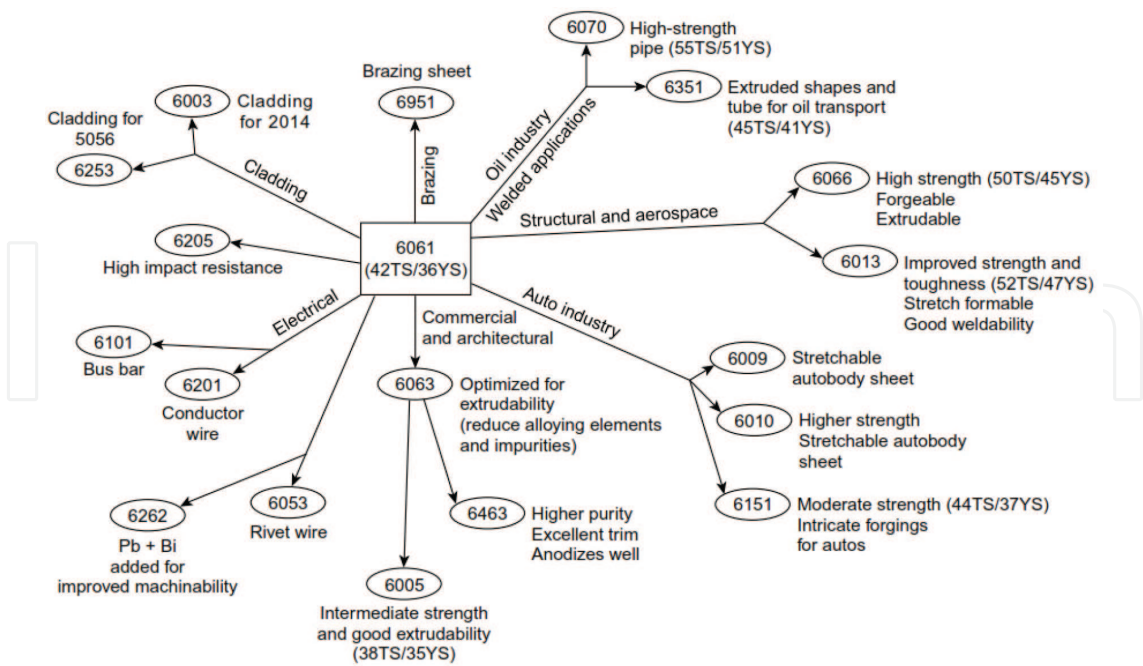 6070
High-strength
pipe (55TS/51YS)
Brazing sheet
6951
6351
Extruded shapes and
tube for oil transport
(45TS/41YS)
6003
Cladding
for 2014
Cladding for
5056
6253
Cladding
Brazing
Oil industry
Welded applications
6066
High strength (50TS/45YS)
Forgeable
Extrudable
Structural and aerospace
6205
High impact resistance
6061
(42TS/36YS)
6013
Improved strength and
toughness (52TS/47YS)
Stretch formable
Good weldability
Electrical
Commercial
and architectural
Auto industry
6101
Bus bar
6201
Conductor
wire
6063
Optimized for
extrudability
(reduce alloying elements
and impurities)
6009
Stretchable
autobody sheet
6010
Higher strength
Stretchable autobody
sheet
6262
Pb + Bi
added for
improved machinability
6053
Rivet wire
6463
Higher purity
Excellent trim
Anodizes well
6151
Moderate strength (44TS/37YS)
Intricate forgings
for autos
6005
Intermediate strength
and good extrudability
(38TS/35YS)